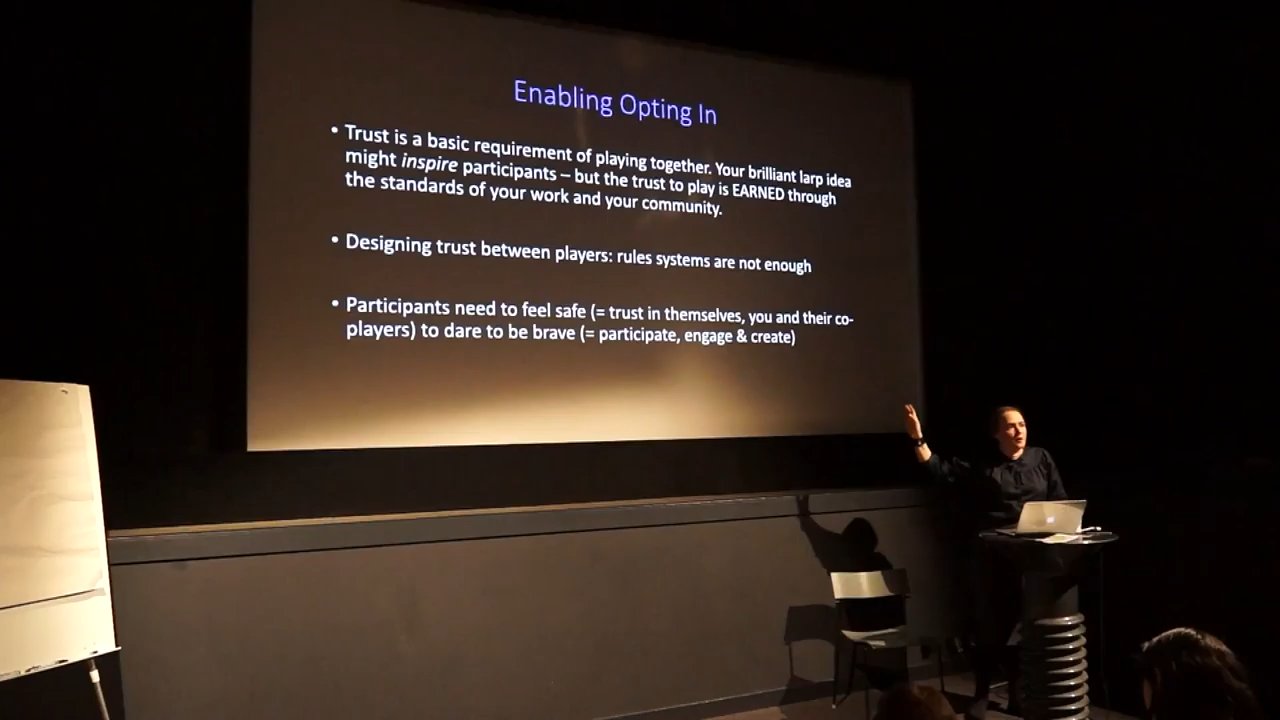 Enabling Opting In
• Trust is a basic requirement of playing together. Your brilliant larp idea
might inspire participants – but the trust to play is EARNED through
the standards of your work and your community.
• Designing trust between players: rules systems are not enough
• Participants need to feel safe (= trust in themselves, you and their co-
players) to dare to be brave (= participate, engage & create)